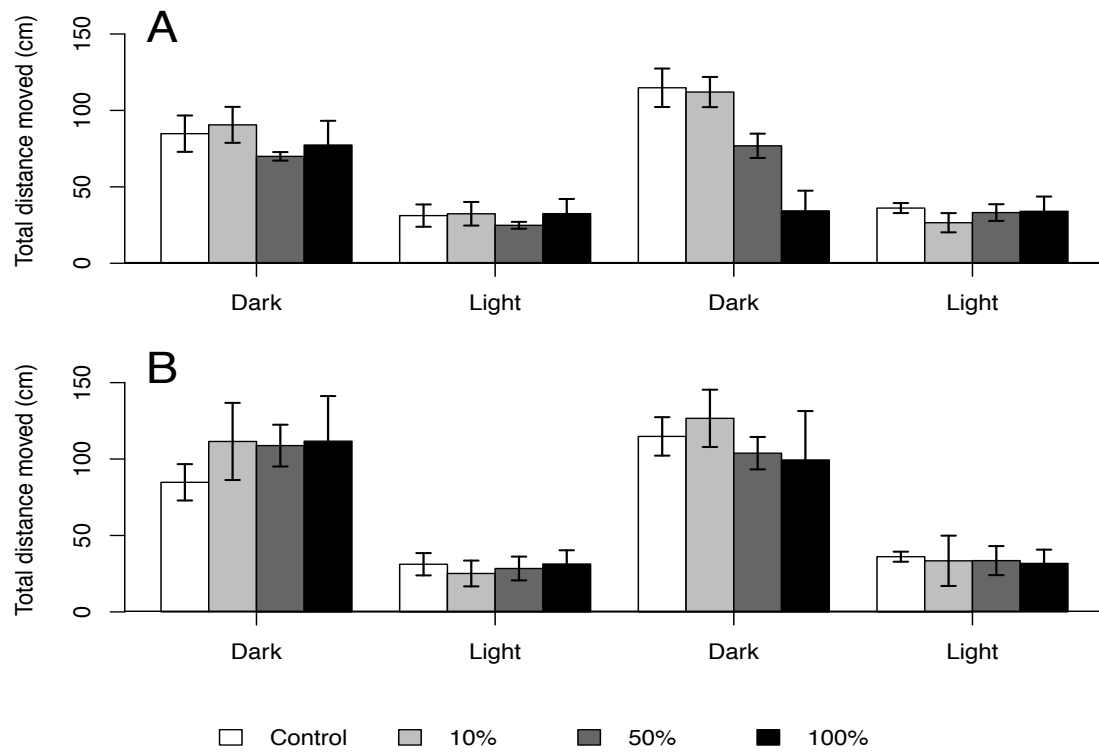 A
Total distance moved (cm)
0 50 100 150
Dark Light Dark Light
B
Total distance moved (cm)
0 50 100 150
Dark Light Dark Light
Control 10% 50% 100%